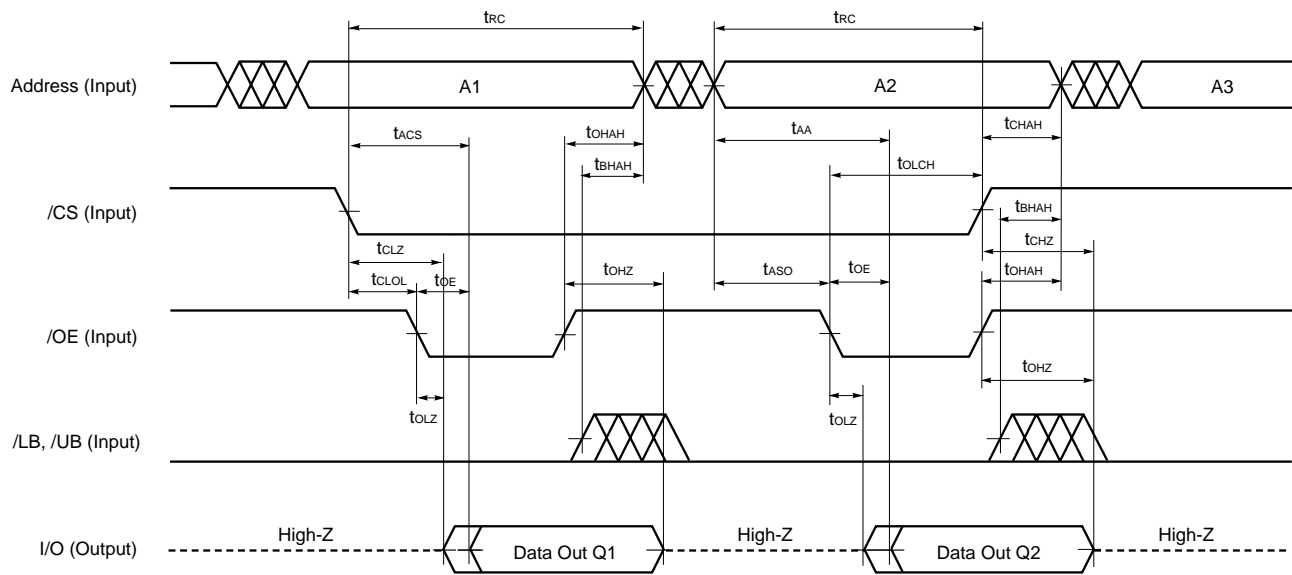 tRC tRC
Address (Input) A1 A2 A3
tACS tOHAH tAA tCHAH
tBHAH tOLCH
/CS (Input) tBHAH
tCLZ tCHZ
tCLOL tOE tOHZ tASO tOE tOHAH
/OE (Input)
tOHZ
tOLZ tOLZ
/LB, /UB (Input)
High-Z High-Z High-Z
I/O (Output) Data Out Q1 Data Out Q2